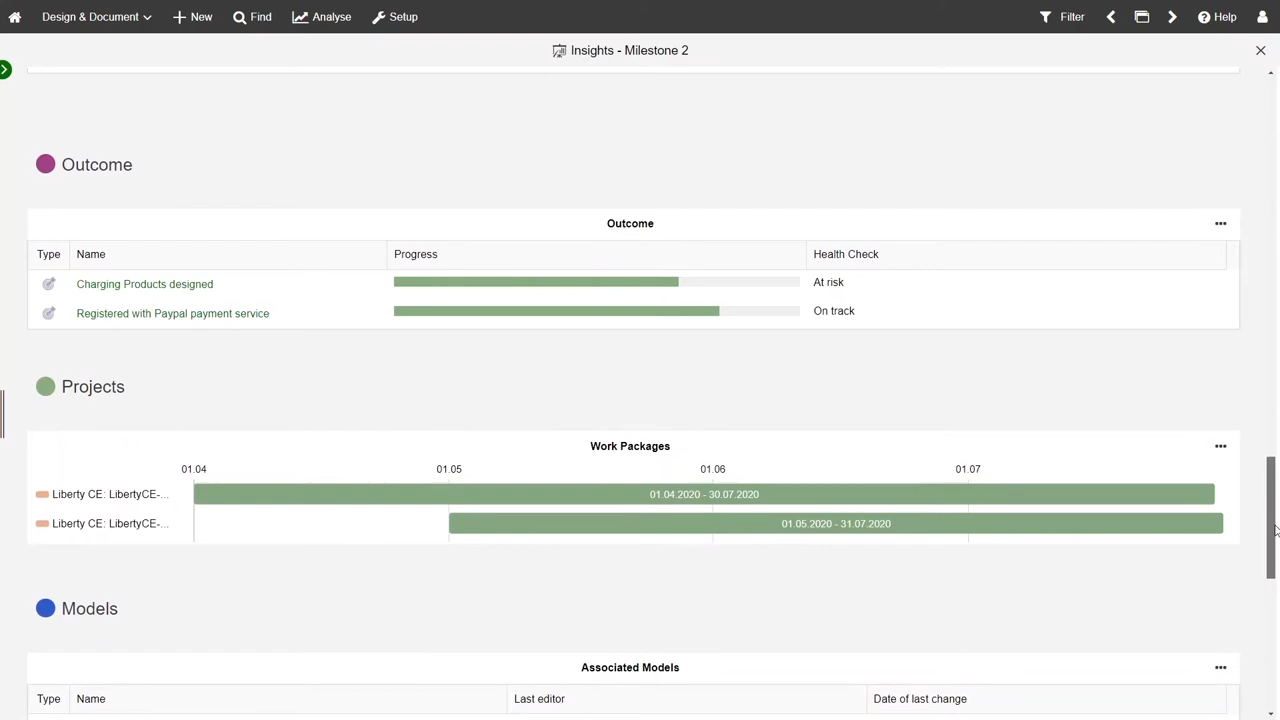 Design & Document New Find Analyse Setup Filter Help
Insights - Milestone 2
Outcome
Outcome
Type Name Progress Health Check
Charging Products designed At risk
Registered with Paypal payment service On track
Projects
Work Packages
01.04 01.05 01.06 01.07
Liberty CE: LibertyCE-... 01.04.2020 - 30.07.2020
Liberty CE: LibertyCE-... 01.05.2020 - 31.07.2020
Models
Associated Models
Type Name Last editor Date of last change